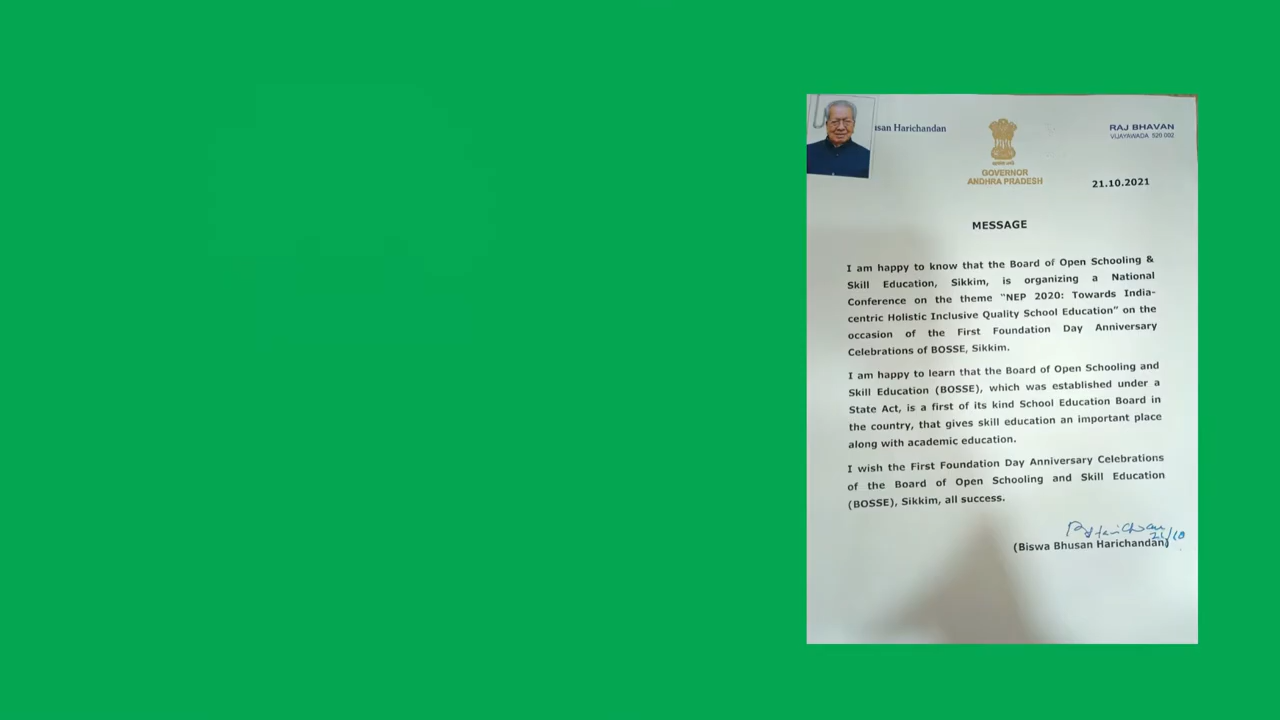 usan Harichandan
RAJ BHAVAN
VIJAYAWADA 520 002
GOVERNOR
ANDHRA PRADESH
21.10.2021
MESSAGE
I am happy to know that the Board of Open Schooling &
Skill Education, Sikkim, is organizing a National
Conference on the theme "NEP 2020: Towards India-
centric Holistic Inclusive Quality School Education" on the
occasion of the First Foundation Day Anniversary
Celebrations of BOSSE, Sikkim.
I am happy to learn that the Board of Open Schooling and
Skill Education (BOSSE), which was established under a
State Act, is a first of its kind School Education Board in
the country, that gives skill education an important place
along with academic education.
I wish the First Foundation Day Anniversary Celebrations
of the Board of Open Schooling and Skill Education
(BOSSE), Sikkim, all success.
21/10
(Biswa Bhusan Harichandan)